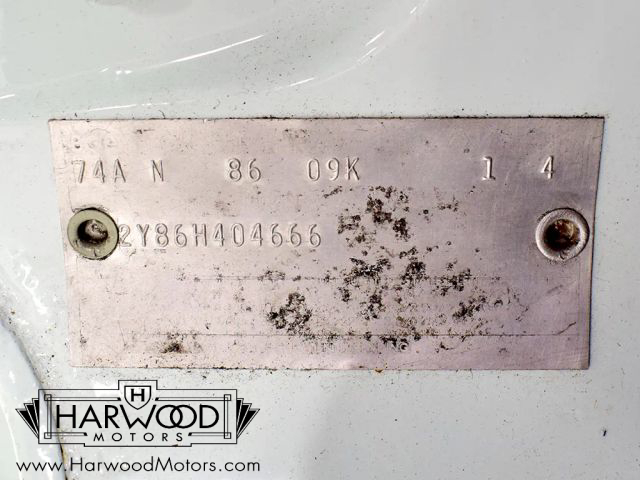 74A N 86 09K 1 4
2Y86H404666
H
HARWOOD
MOTORS
www.HarwoodMotors.com